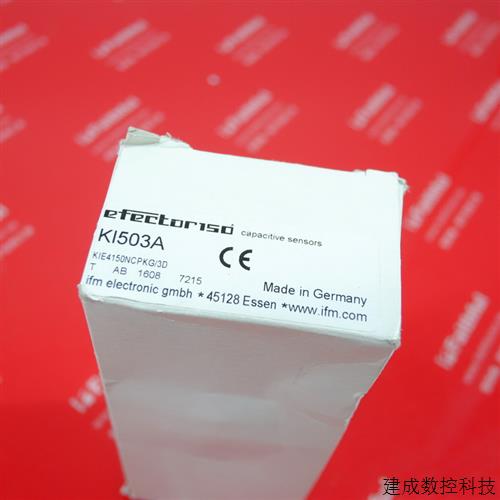 efector150 capacitive sensors
KI503A
KIE4150NCPKG/3D
T AB 1608 7215
Made in Germany
ifm electronic gmbh * 45128 Essen * www.ifm.com
建成数控科技